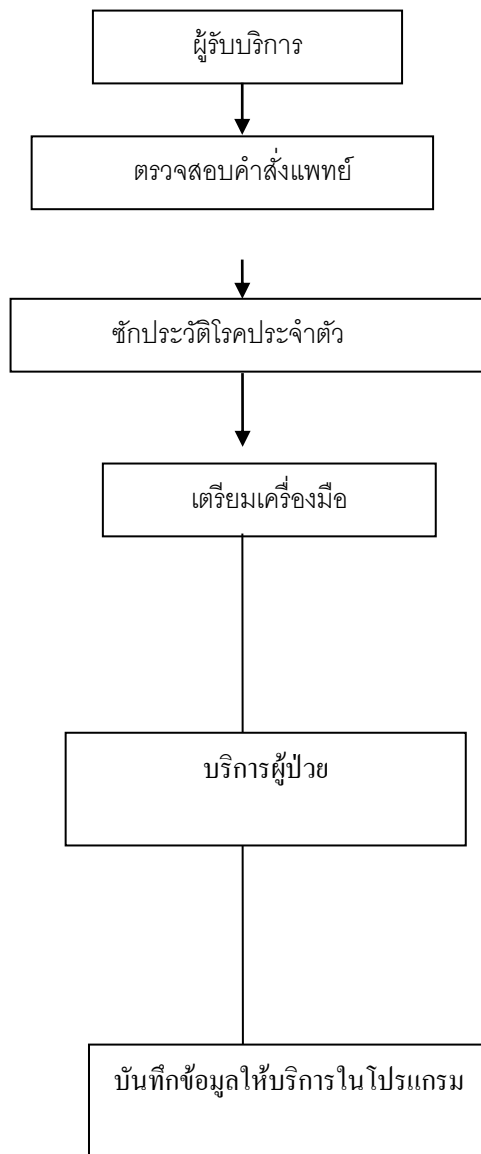 ผู้รับบริการ
ตรวจสอบคำสั่งแพทย์
ซักประวัติโรคประจำตัว
เตรียมเครื่องมือ
บริการผู้ป่วย
บันทึกข้อมูลให้บริการในโปรแกรม